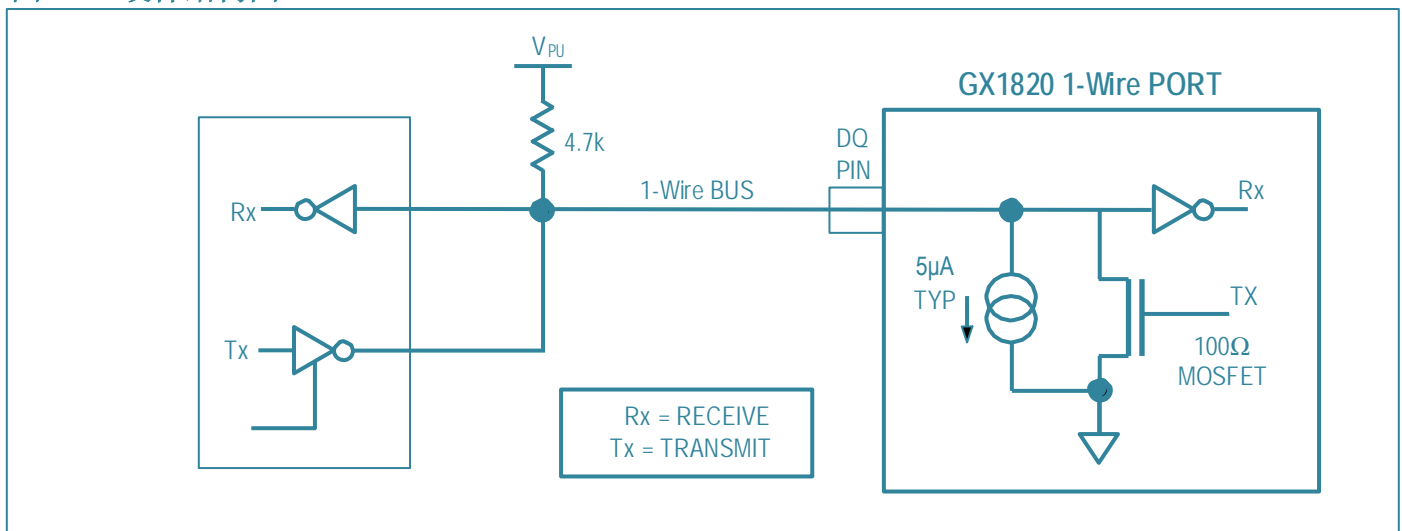 V_PU
4.7k
GX1820 1-Wire PORT
DQ
PIN
1-Wire BUS
Rx
Rx
5µA
TYP
TX
100Ω
MOSFET
Tx
Rx = RECEIVE
Tx = TRANSMIT